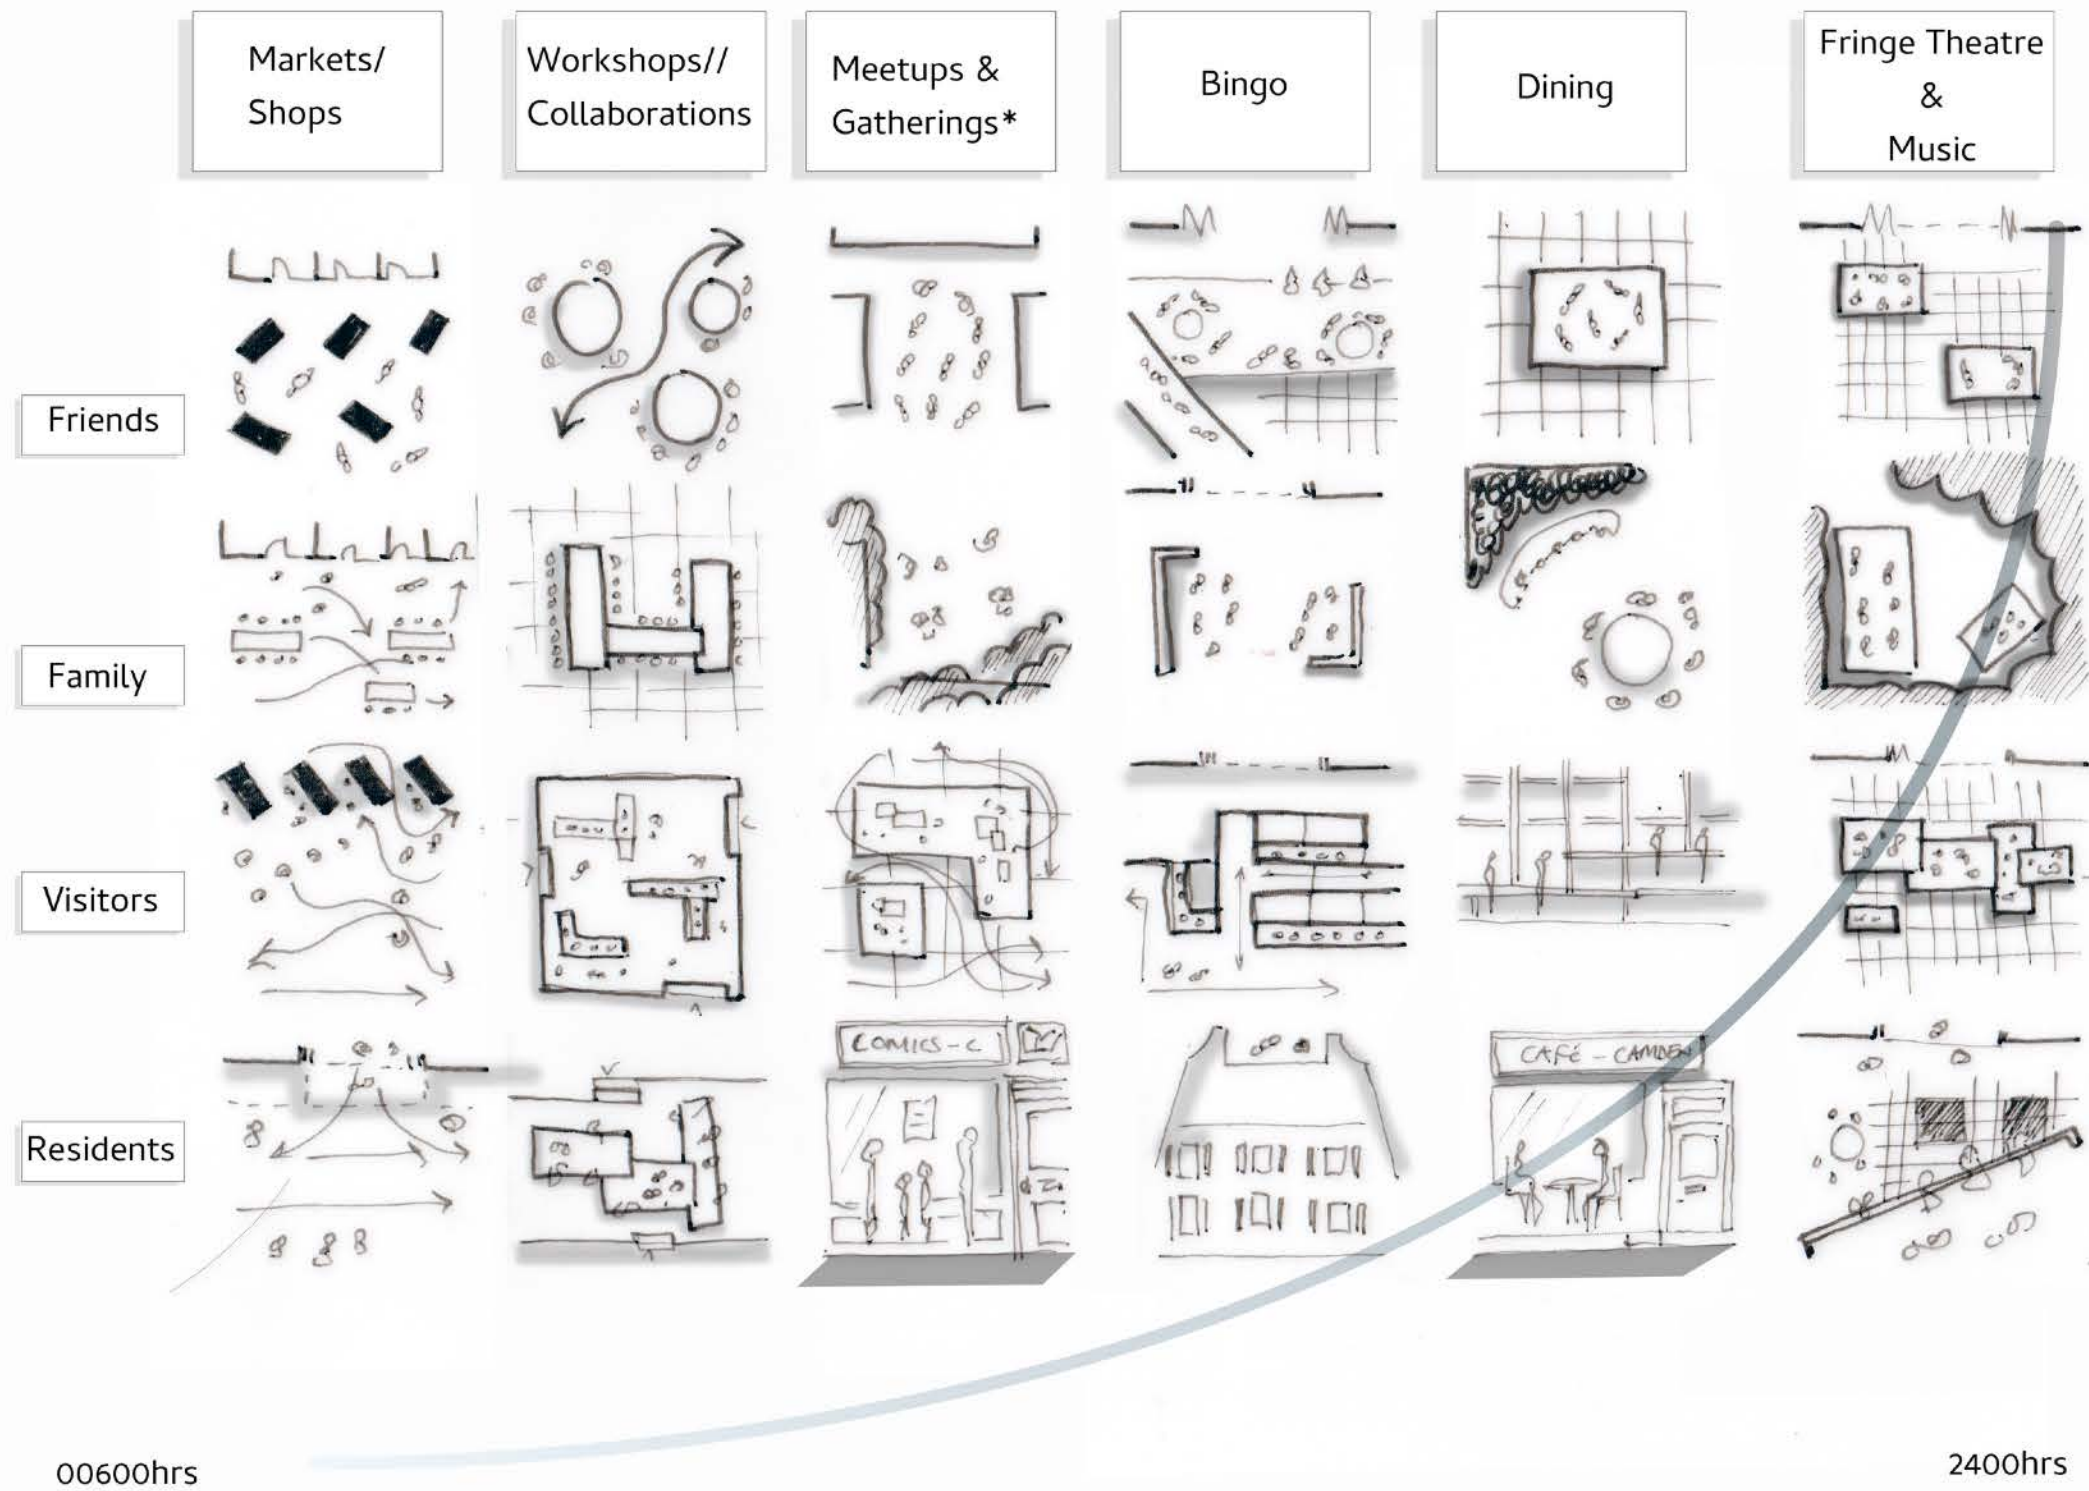 Markets/
Shops
Workshops//
Collaborations
Meetups &
Gatherings*
Bingo
Dining
Fringe Theatre
&
Music
Friends
Family
Visitors
Residents
COMICS-C
CAFÉ - CAMDEN
00600hrs
2400hrs